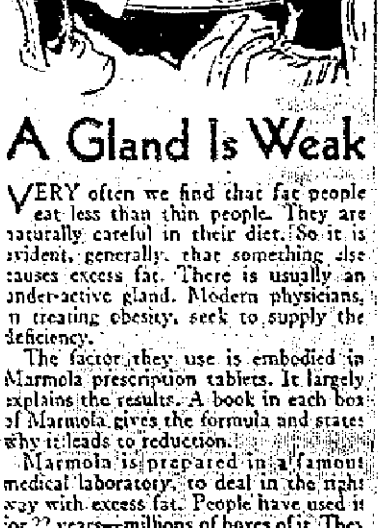 A Gland Is Weak
VERY often we find that fat people
eat less than thin people. They are
naturally careful in their diet. So it is
evident, generally, that something else
causes excess fat. There is usually an
under-active gland. Modern physicians,
in treating obesity, seek to supply the
deficiency.
The factor they use is embodied in
Marmola prescription tablets. It largely
explains the results. A book in each box
of Marmola gives the formula and states
why it leads to reduction.
Marmola is prepared in a famous
medical laboratory, to deal in the right
way with excess fat. People have used it
for 22 years—millions of boxes of it. They